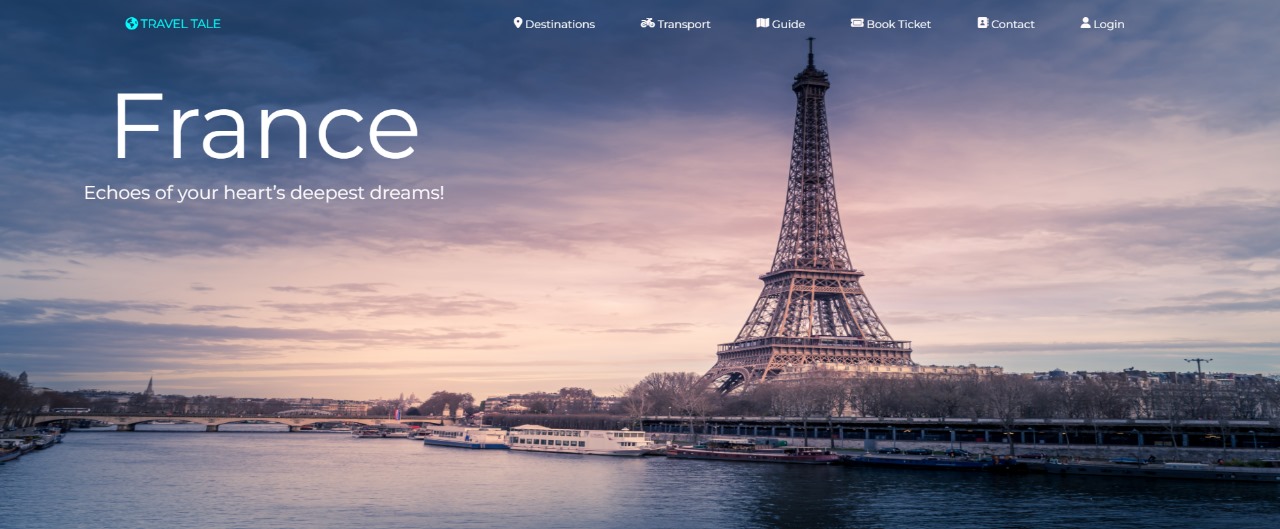 TRAVEL TALE Destinations Transport Guide Book Ticket Contact Login
France
Echoes of your heart’s deepest dreams!